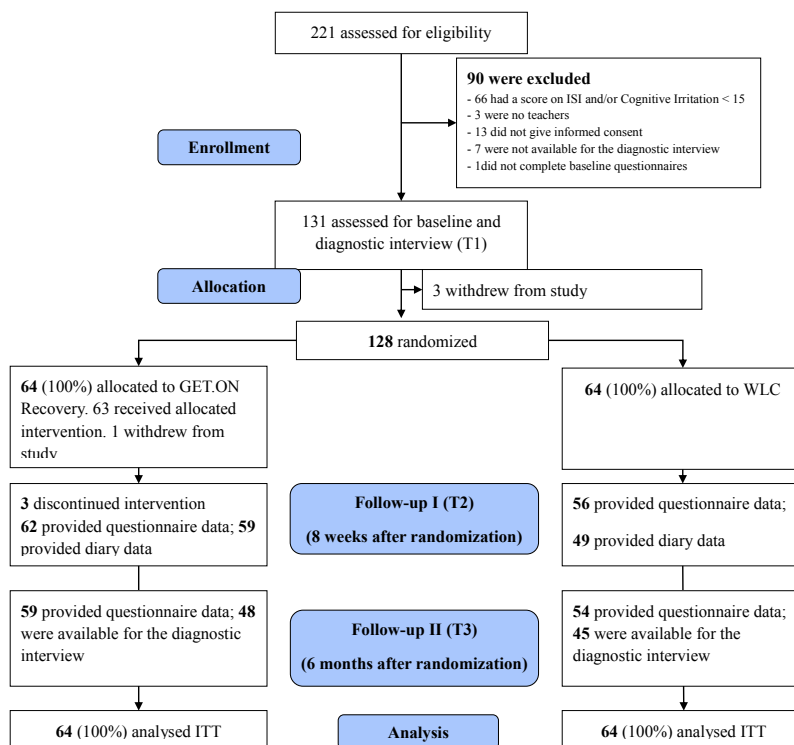 221 assessed for eligibility
90 were excluded
- 66 had a score on ISI and/or Cognitive Irritation < 15
- 3 were no teachers
- 13 did not give informed consent
- 7 were not available for the diagnostic interview
- 1did not complete baseline questionnaires
Enrollment
131 assessed for baseline and
diagnostic interview (T1)
Allocation
3 withdrew from study
128 randomized
64 (100%) allocated to GET.ON
Recovery. 63 received allocated
intervention. 1 withdrew from
study
64 (100%) allocated to WLC
3 discontinued intervention
62 provided questionnaire data; 59
provided diary data
Follow-up I (T2)
(8 weeks after randomization)
56 provided questionnaire data;
49 provided diary data
59 provided questionnaire data; 48
were available for the diagnostic
interview
Follow-up II (T3)
(6 months after randomization)
54 provided questionnaire data;
45 were available for the
diagnostic interview
64 (100%) analysed ITT
Analysis
64 (100%) analysed ITT